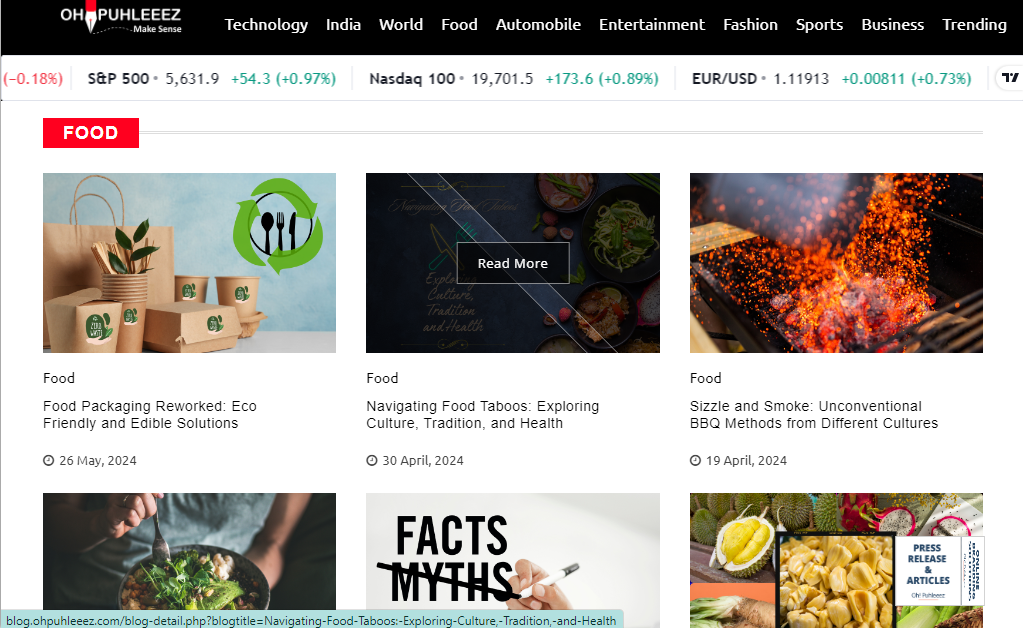 OH PUHLEEEZ
Make Sense
Technology India World Food Automobile Entertainment Fashion Sports Business Trending
(−0.18%) S&P 500 • 5,631.9 +54.3 (+0.97%) Nasdaq 100 • 19,701.5 +173.6 (+0.89%) EUR/USD • 1.11913 +0.00811 (+0.73%)
FOOD
ZERO WASTE
Navigating Food Taboos
Exploring
Culture,
Tradition
and Health
Read More
Food
Food Packaging Reworked: Eco
Friendly and Edible Solutions
26 May, 2024
Food
Navigating Food Taboos: Exploring
Culture, Tradition, and Health
30 April, 2024
Food
Sizzle and Smoke: Unconventional
BBQ Methods from Different Cultures
19 April, 2024
FACTS
MYTHS
PRESS
RELEASE
&
ARTICLES
Oh! Puhleeez
blog.ohpuhleeez.com/blog-detail.php?blogtitle=Navigating-Food-Taboos:-Exploring-Culture,-Tradition,-and-Health